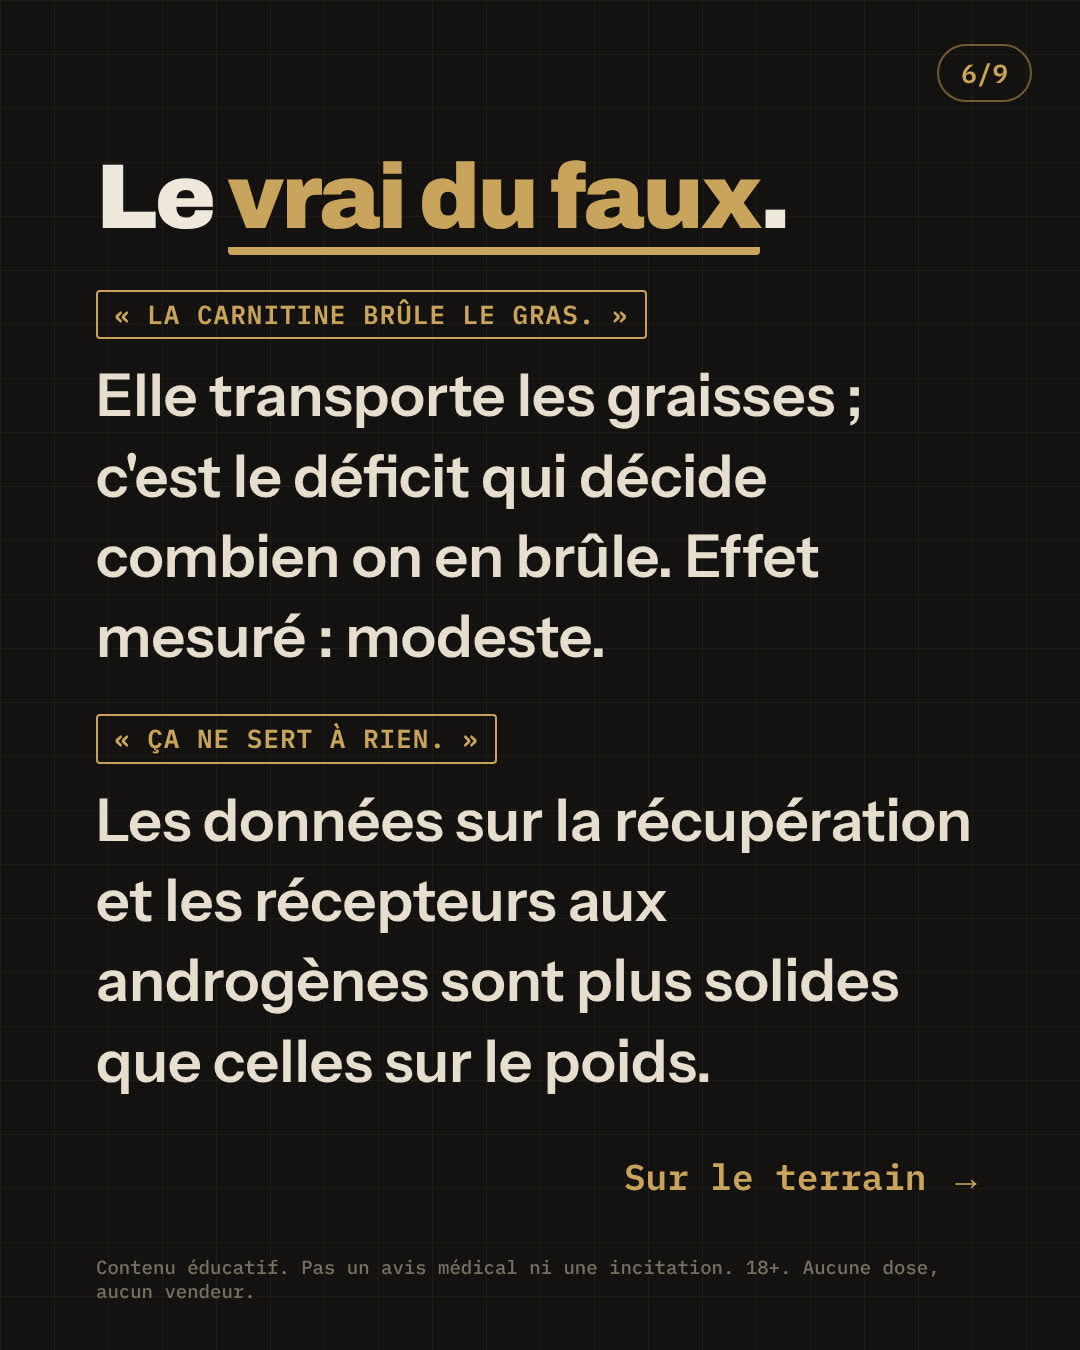 6/9
Le vrai du faux.
« LA CARNITINE BRÛLE LE GRAS. »
Elle transporte les graisses ;
c'est le déficit qui décide
combien on en brûle. Effet
mesuré : modeste.
« ÇA NE SERT À RIEN. »
Les données sur la récupération
et les récepteurs aux
androgènes sont plus solides
que celles sur le poids.
Sur le terrain →
Contenu éducatif. Pas un avis médical ni une incitation. 18+. Aucune dose,
aucun vendeur.